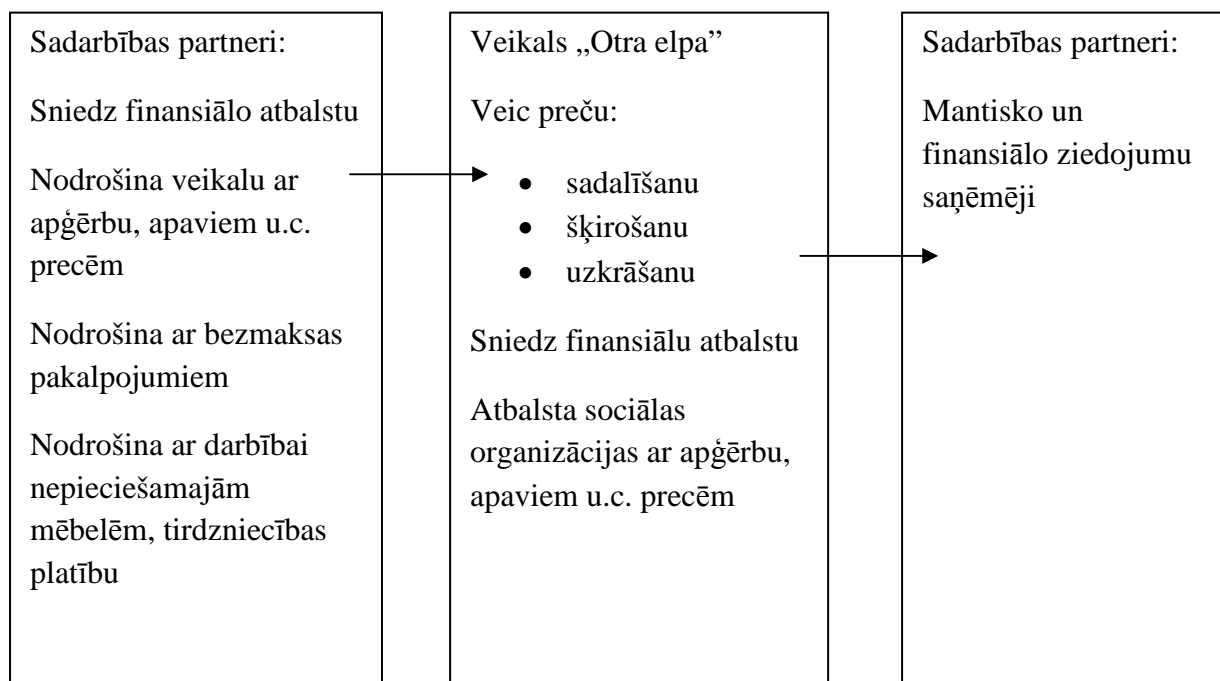 Sadarbības partneri:
Sniedz finansiālo atbalstu
Nodrošina veikalu ar
apģērbu, apaviem u.c.
precēm
Nodrošina ar bezmaksas
pakalpojumiem
Nodrošina ar darbībai
nepieciešamajām
mēbelēm, tirdzniecības
platību
Veikals „Otra elpa”
Veic preču:
• sadalīšanu
• šķirošanu
• uzkrāšanu
Sniedz finansiālu atbalstu
Atbalsta sociālas
organizācijas ar apģērbu,
apaviem u.c. precēm
Sadarbības partneri:
Mantisko un
finansiālo ziedojumu
saņēmēji